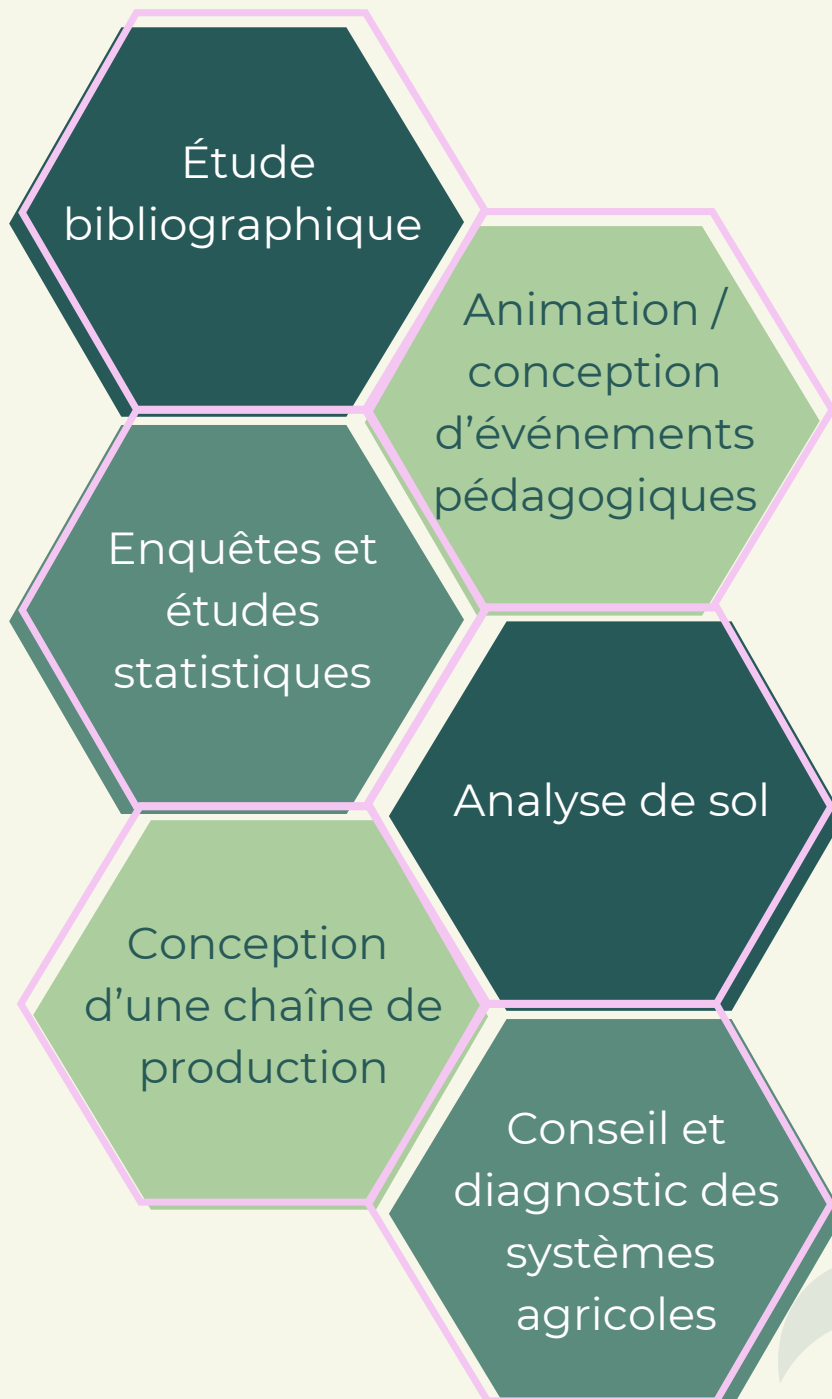 Étude
bibliographique
Animation /
conception
d’événements
pédagogiques
Enquêtes et
études
statistiques
Analyse de sol
Conception
d’une chaîne de
production
Conseil et
diagnostic des
systèmes
agricoles